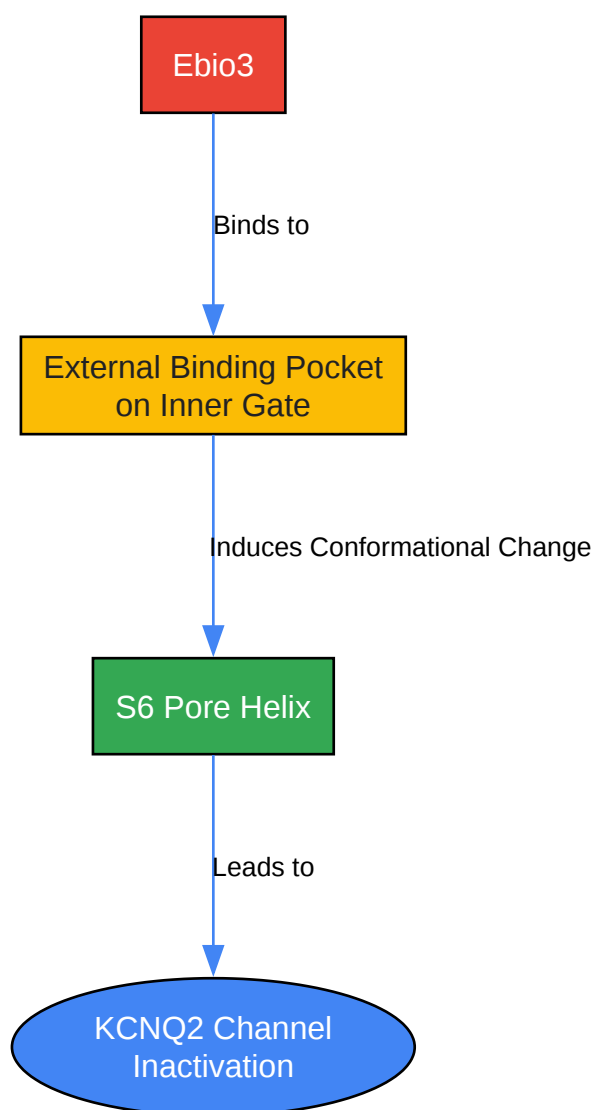 Ebio3
Binds to
External Binding Pocket
on Inner Gate
Induces Conformational Change
S6 Pore Helix
Leads to
KCNQ2 Channel
Inactivation